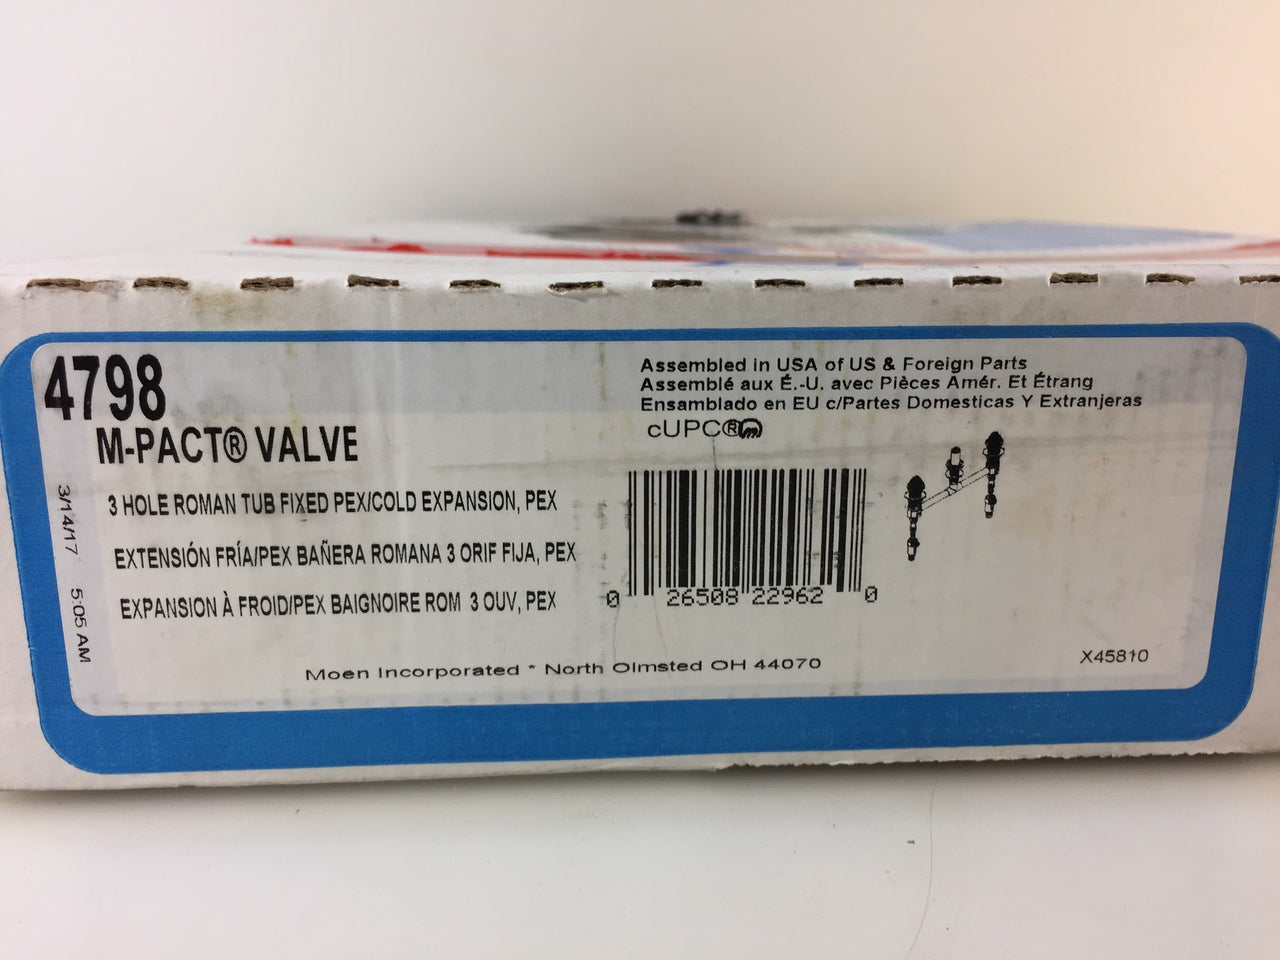 4798
M-PACT® VALVE
3 HOLE ROMAN TUB FIXED PEX/COLD EXPANSION, PEX
EXTENSIÓN FRÍA/PEX BAÑERA ROMANA 3 ORIF FIJA, PEX
EXPANSION À FROID/PEX BAIGNOIRE ROM 3 OUV, PEX
3/14/17 5:05 AM
Assembled in USA of US & Foreign Parts
Assemblé aux É.-U. avec Pièces Amér. Et Étrang
Ensamblado en EU c/Partes Domesticas Y Extranjeras
cUPC®
0 26508 22962 0
Moen Incorporated * North Olmsted OH 44070
X45810